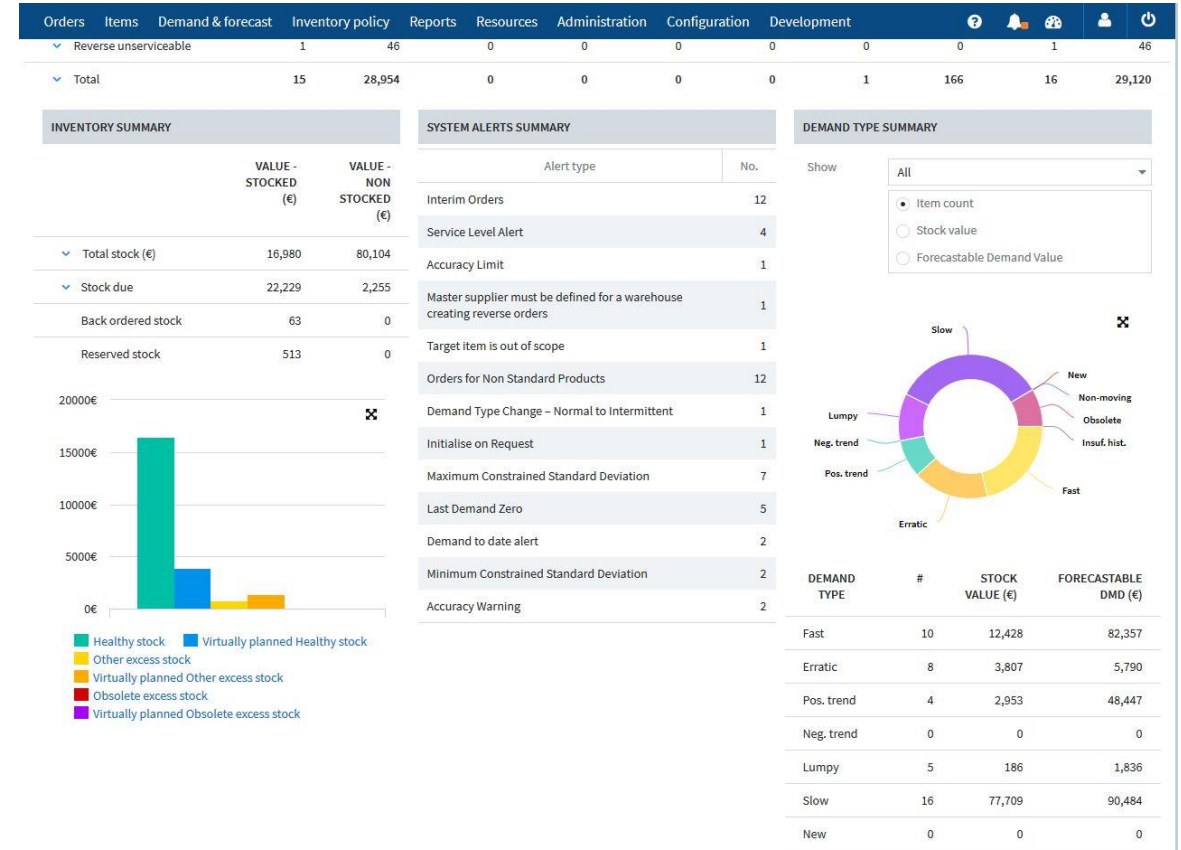 Orders Items Demand & forecast Inventory policy Reports Resources Administration Configuration Development
Reverse unserviceable 1 46 0 0 0 0 0 0 1 46
Total 15 28,954 0 0 0 0 1 166 16 29,120
INVENTORY SUMMARY
VALUE - STOCKED (€) VALUE - NON STOCKED (€)
Total stock (€) 16,980 80,104
Stock due 22,229 2,255
Back ordered stock 63 0
Reserved stock 513 0
20000€
15000€
10000€
5000€
0€
Healthy stock Virtually planned Healthy stock
Other excess stock
Virtually planned Other excess stock
Obsolete excess stock
Virtually planned Obsolete excess stock
SYSTEM ALERTS SUMMARY
Alert type No.
Interim Orders 12
Service Level Alert 4
Accuracy Limit 1
Master supplier must be defined for a warehouse
creating reverse orders 1
Target item is out of scope 1
Orders for Non Standard Products 12
Demand Type Change – Normal to Intermittent 1
Initialise on Request 1
Maximum Constrained Standard Deviation 7
Last Demand Zero 5
Demand to date alert 2
Minimum Constrained Standard Deviation 2
Accuracy Warning 2
DEMAND TYPE SUMMARY
Show All
Item count
Stock value
Forecastable Demand Value
Slow
New
Non-moving
Obsolete
Insuf. hist.
Lumpy
Neg. trend
Pos. trend
Fast
Erratic
DEMAND TYPE # STOCK VALUE (€) FORECASTABLE DMD (€)
Fast 10 12,428 82,357
Erratic 8 3,807 5,790
Pos. trend 4 2,953 48,447
Neg. trend 0 0 0
Lumpy 5 186 1,836
Slow 16 77,709 90,484
New 0 0 0